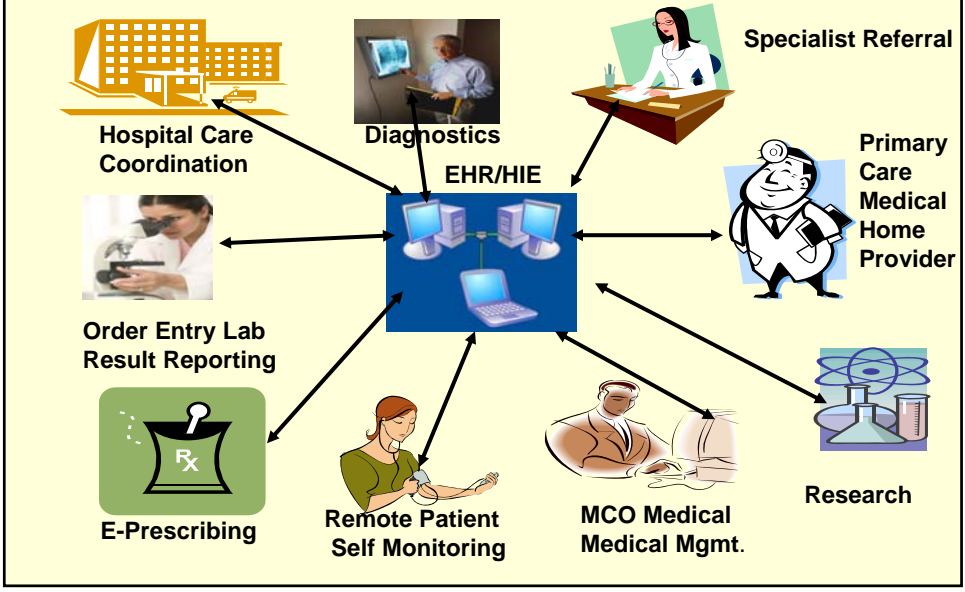 Specialist Referral
Hospital Care
Coordination
Diagnostics
EHR/HIE
Primary
Care
Medical
Home
Provider
Order Entry Lab
Result Reporting
Rx
E-Prescribing
Remote Patient
Self Monitoring
MCO Medical
Medical Mgmt.
Research